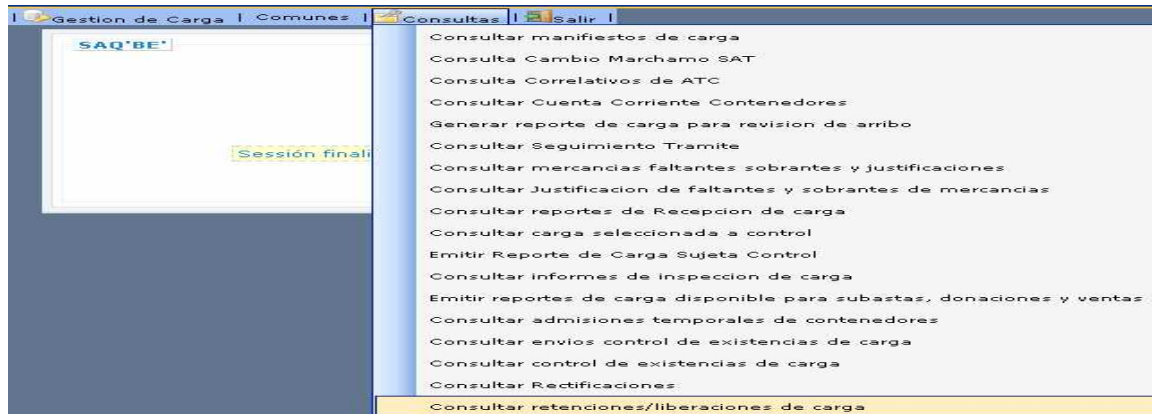 | Gestion de Carga | Comunes | Consultas | Salir |
SAQ'BE'
Sessión finali
Consultar manifiestos de carga
Consulta Cambio Marchamo SAT
Consulta Correlativos de ATC
Consultar Cuenta Corriente Contenedores
Generar reporte de carga para revision de arribo
Consultar Seguimiento Tramite
Consultar mercancias faltantes sobrantes y justificaciones
Consultar Justificacion de faltantes y sobrantes de mercancias
Consultar reportes de Recepcion de carga
Consultar carga seleccionada a control
Emitir Reporte de Carga Sujeta Control
Consultar informes de inspeccion de carga
Emitir reportes de carga disponible para subastas, donaciones y ventas
Consultar admisiones temporales de contenedores
Consultar envios control de existencias de carga
Consultar control de existencias de carga
Consultar Rectificaciones
Consultar retenciones/liberaciones de carga